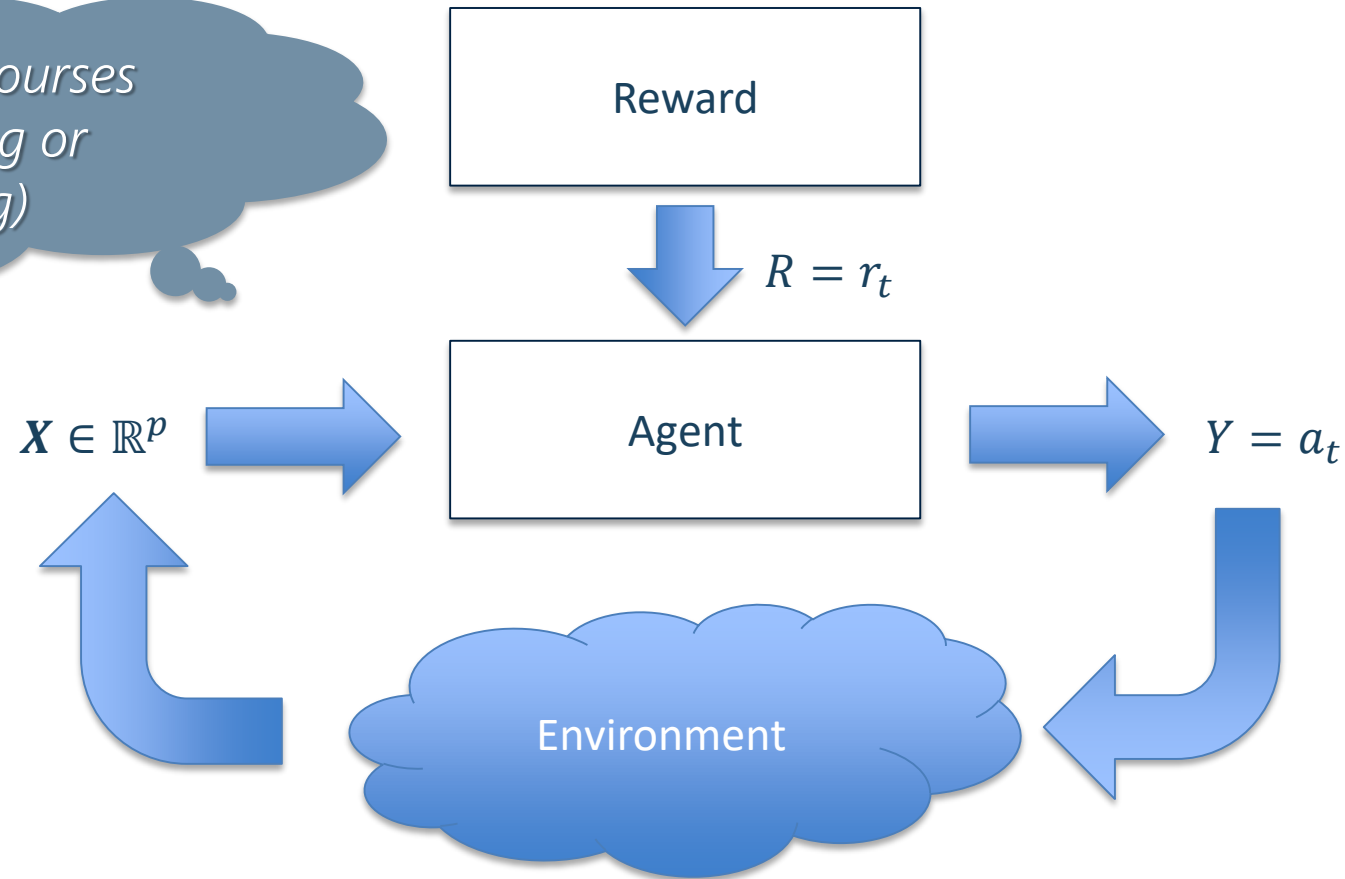 ourses
g or
g)
Reward
R = r_t
X ∈ ℝ^p
Agent
Y = a_t
Environment